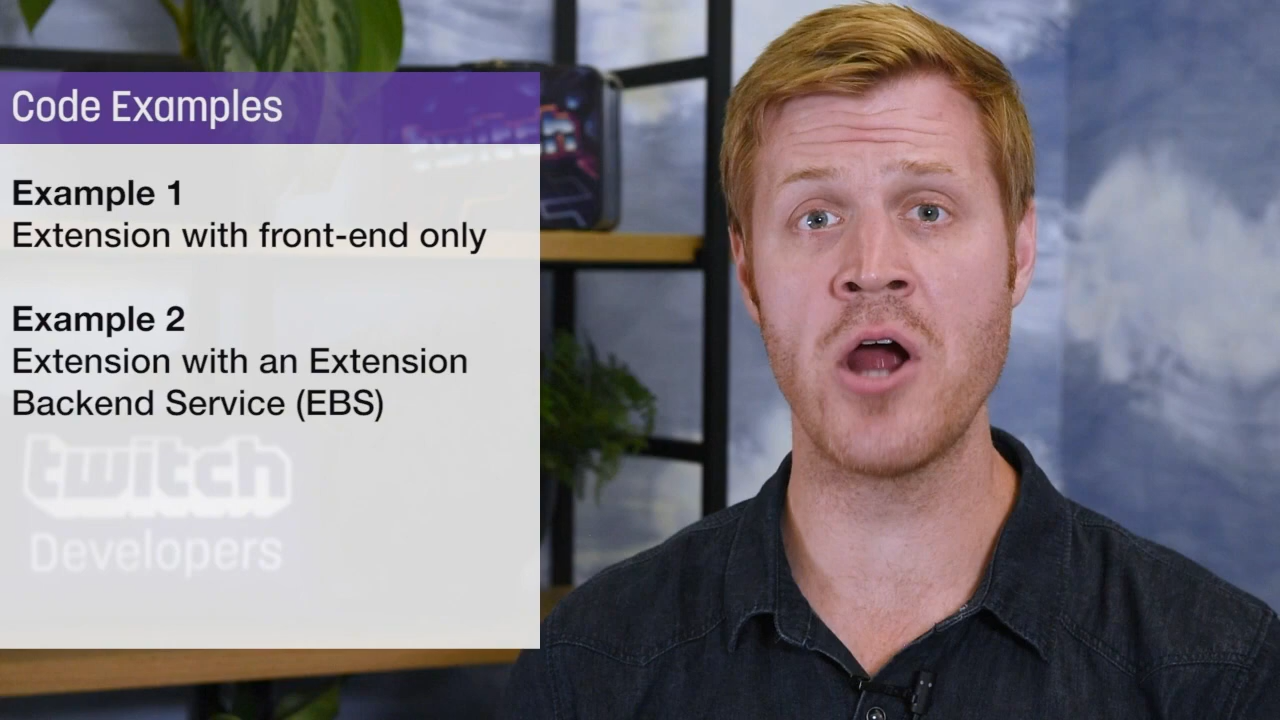 Code Examples
Example 1
Extension with front-end only
Example 2
Extension with an Extension
Backend Service (EBS)
twitch
Developers